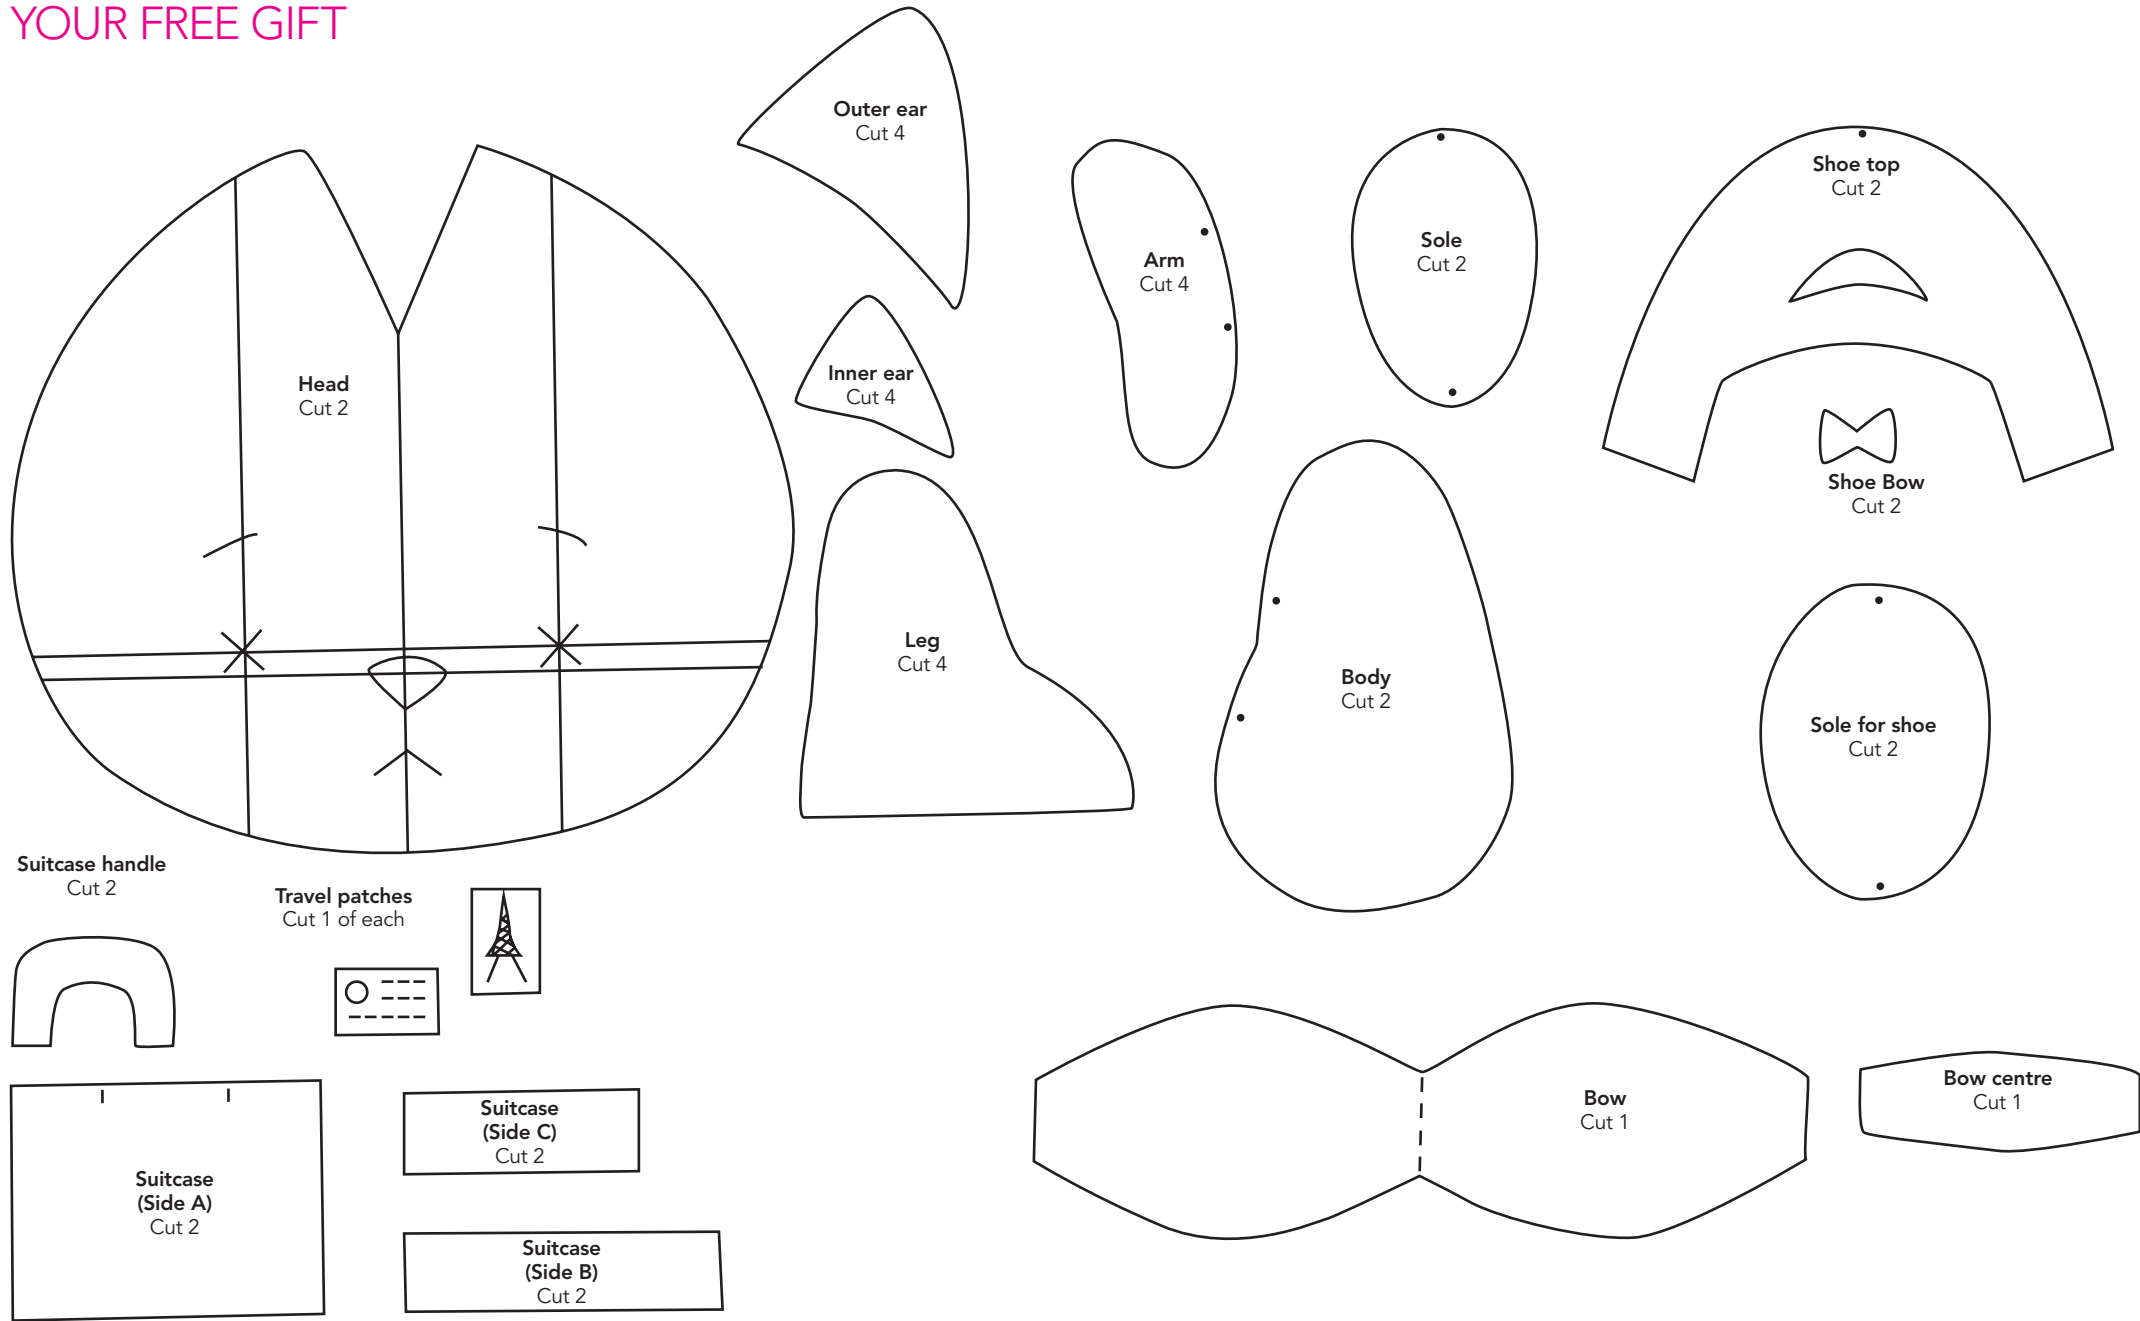 YOUR FREE GIFT
Outer ear
Cut 4
Arm
Cut 4
Sole
Cut 2
Shoe top
Cut 2
Head
Cut 2
Inner ear
Cut 4
Shoe Bow
Cut 2
Leg
Cut 4
Body
Cut 2
Sole for shoe
Cut 2
Suitcase handle
Cut 2
Travel patches
Cut 1 of each
Suitcase
(Side A)
Cut 2
Suitcase
(Side C)
Cut 2
Suitcase
(Side B)
Cut 2
Bow
Cut 1
Bow centre
Cut 1